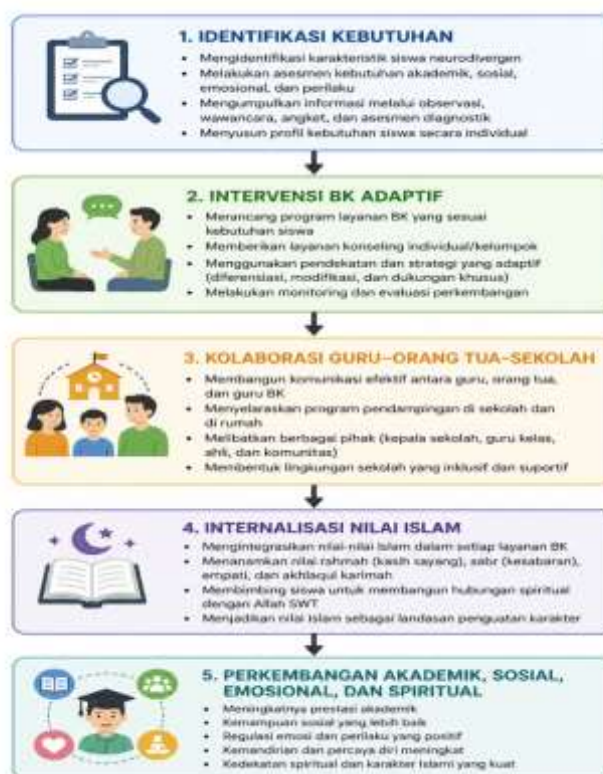 1. IDENTIFIKASI KEBUTUHAN
• Mengidentifikasi karakteristik siswa neurodivergen
• Melakukan asesmen kebutuhan akademik, sosial,
emosional, dan perilaku
• Mengumpulkan informasi melalui observasi,
wawancara, angket, dan asesmen diagnostik
• Menyusun profil kebutuhan siswa secara individual
2. INTERVENSI BK ADAPTIF
• Merancang program layanan BK yang sesuai
kebutuhan siswa
• Memberikan layanan konseling individual/kelompok
• Menggunakan pendekatan dan strategi yang adaptif
(diferensiasi, modifikasi, dan dukungan khusus)
• Melakukan monitoring dan evaluasi perkembangan
3. KOLABORASI GURU–ORANG TUA–SEKOLAH
• Membangun komunikasi efektif antara guru, orang tua,
dan guru BK
• Menyelaraskan program pendampingan di sekolah dan
di rumah
• Melibatkan berbagai pihak (kepala sekolah, guru kelas,
ahli, dan komunitas)
• Membentuk lingkungan sekolah yang inklusif dan suportif
4. INTERNALISASI NILAI ISLAM
• Mengintegrasikan nilai-nilai Islam dalam setiap layanan BK
• Menanamkan nilai rahmah (kasih sayang), sabr (kesabaran),
empati, dan akhlaqul karimah
• Membimbing siswa untuk membangun hubungan spiritual
dengan Allah SWT
• Menjadikan nilai Islam sebagai landasan penguatan karakter
5. PERKEMBANGAN AKADEMIK, SOSIAL,
EMOSIONAL, DAN SPIRITUAL
• Meningkatnya prestasi akademik
• Kemampuan sosial yang lebih baik
• Regulasi emosi dan perilaku yang positif
• Kemandirian dan percaya diri meningkat
• Kedekatan spiritual dan karakter Islami yang kuat